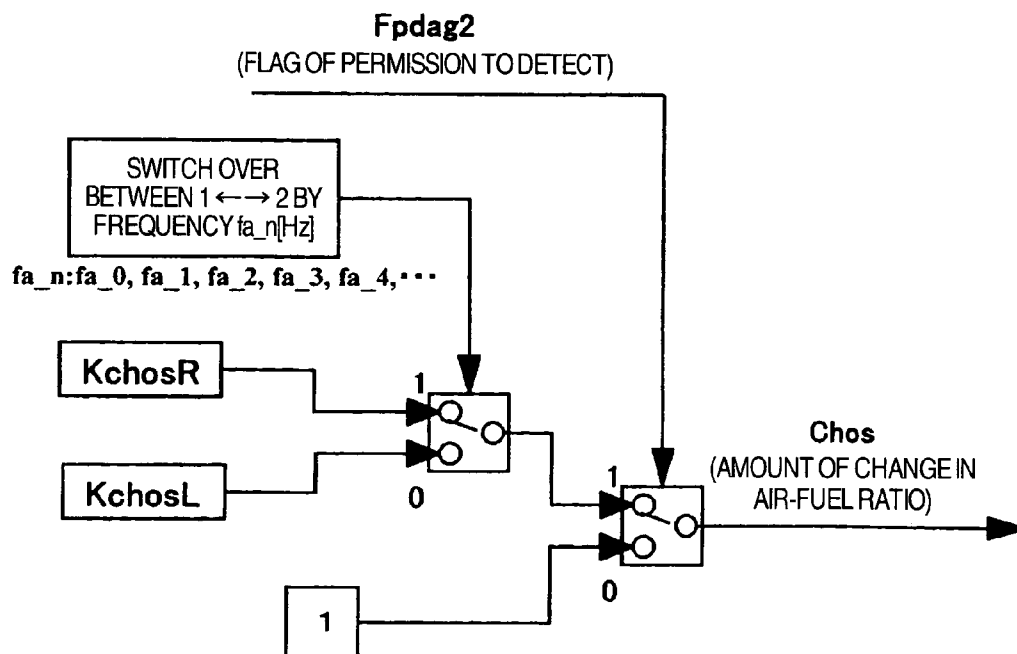 Fpdag2
(FLAG OF PERMISSION TO DETECT)
SWITCH OVER
BETWEEN 1 ←→ 2 BY
FREQUENCY fa_n[Hz]
fa_n:fa_0, fa_1, fa_2, fa_3, fa_4,···
KchosR
1
KchosL
0
Chos
(AMOUNT OF CHANGE IN
AIR-FUEL RATIO)
1
0
1